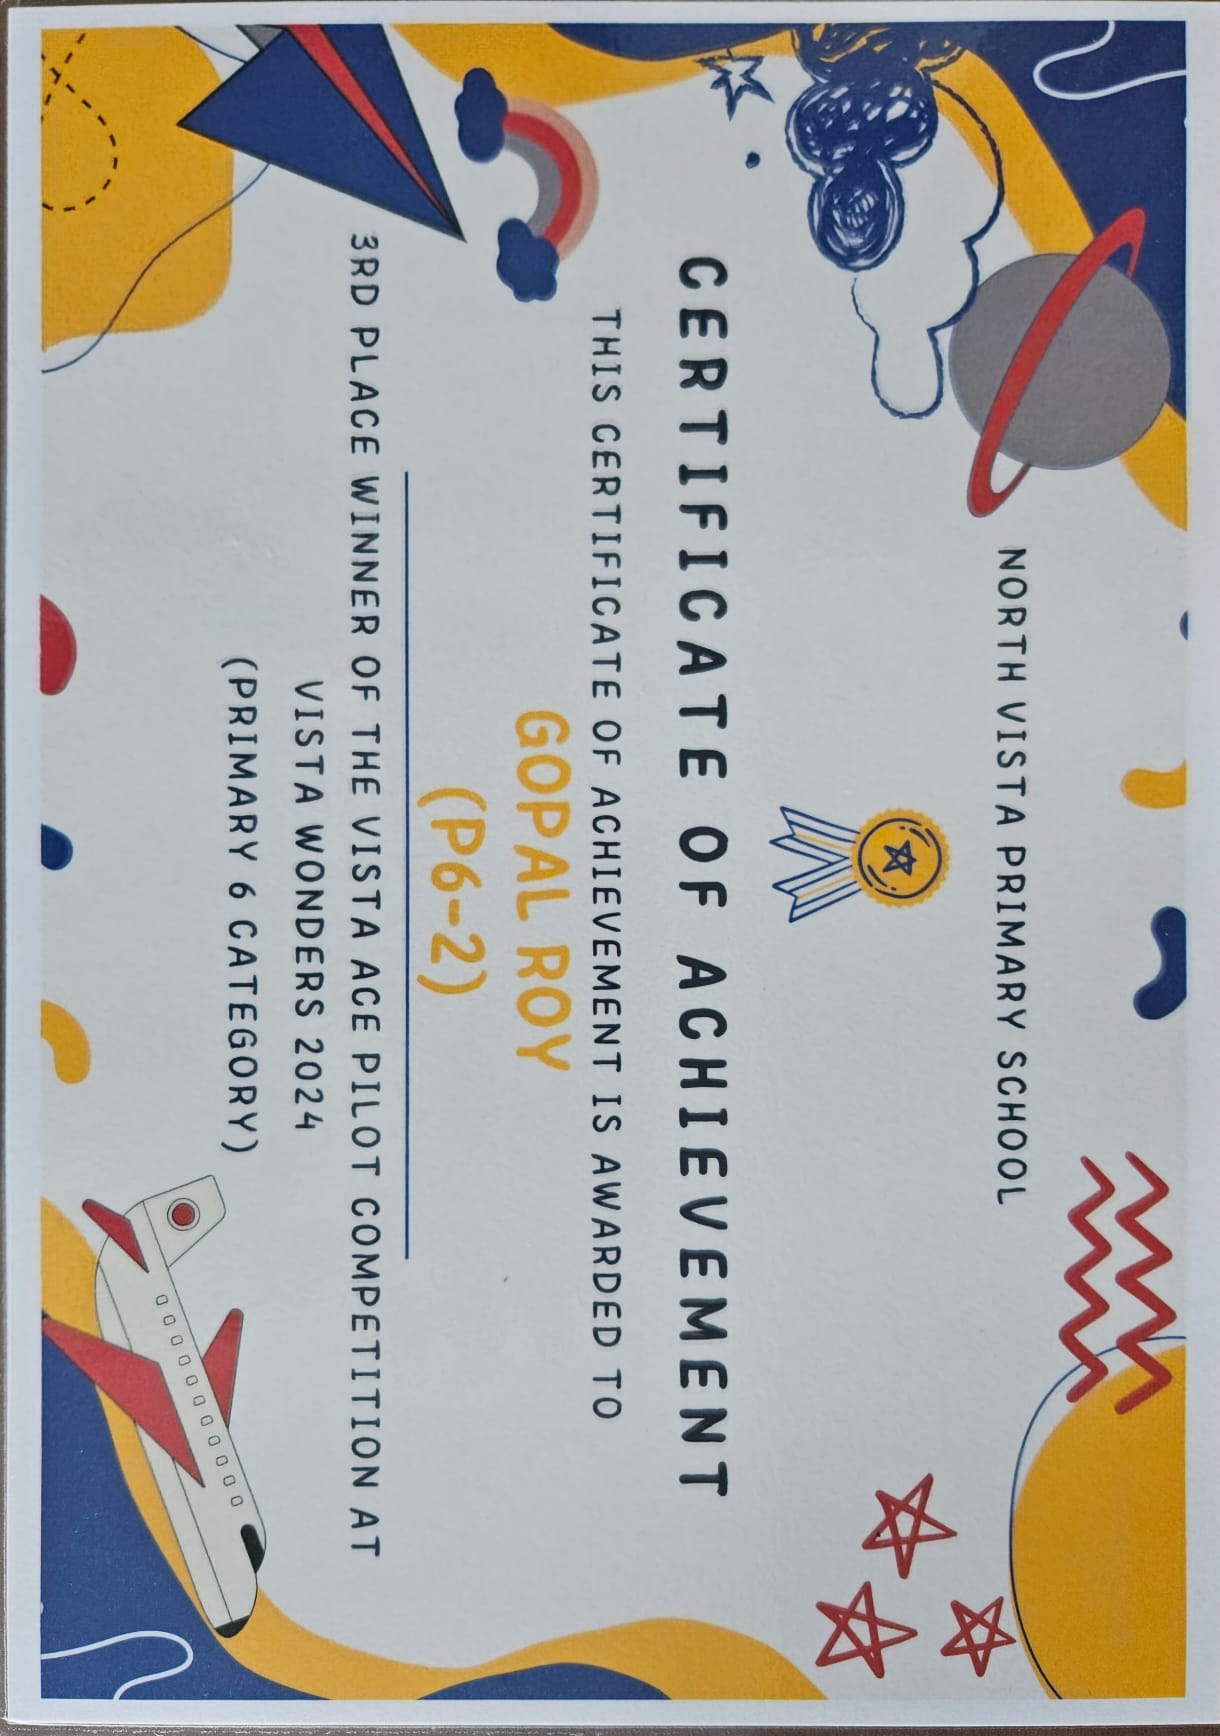 NORTH VISTA PRIMARY SCHOOL
CERTIFICATE OF ACHIEVEMENT
THIS CERTIFICATE OF ACHIEVEMENT IS AWARDED TO
GOPAL ROY
(P6-2)
3RD PLACE WINNER OF THE VISTA ACE PILOT COMPETITION AT
VISTA WONDERS 2024
(PRIMARY 6 CATEGORY)